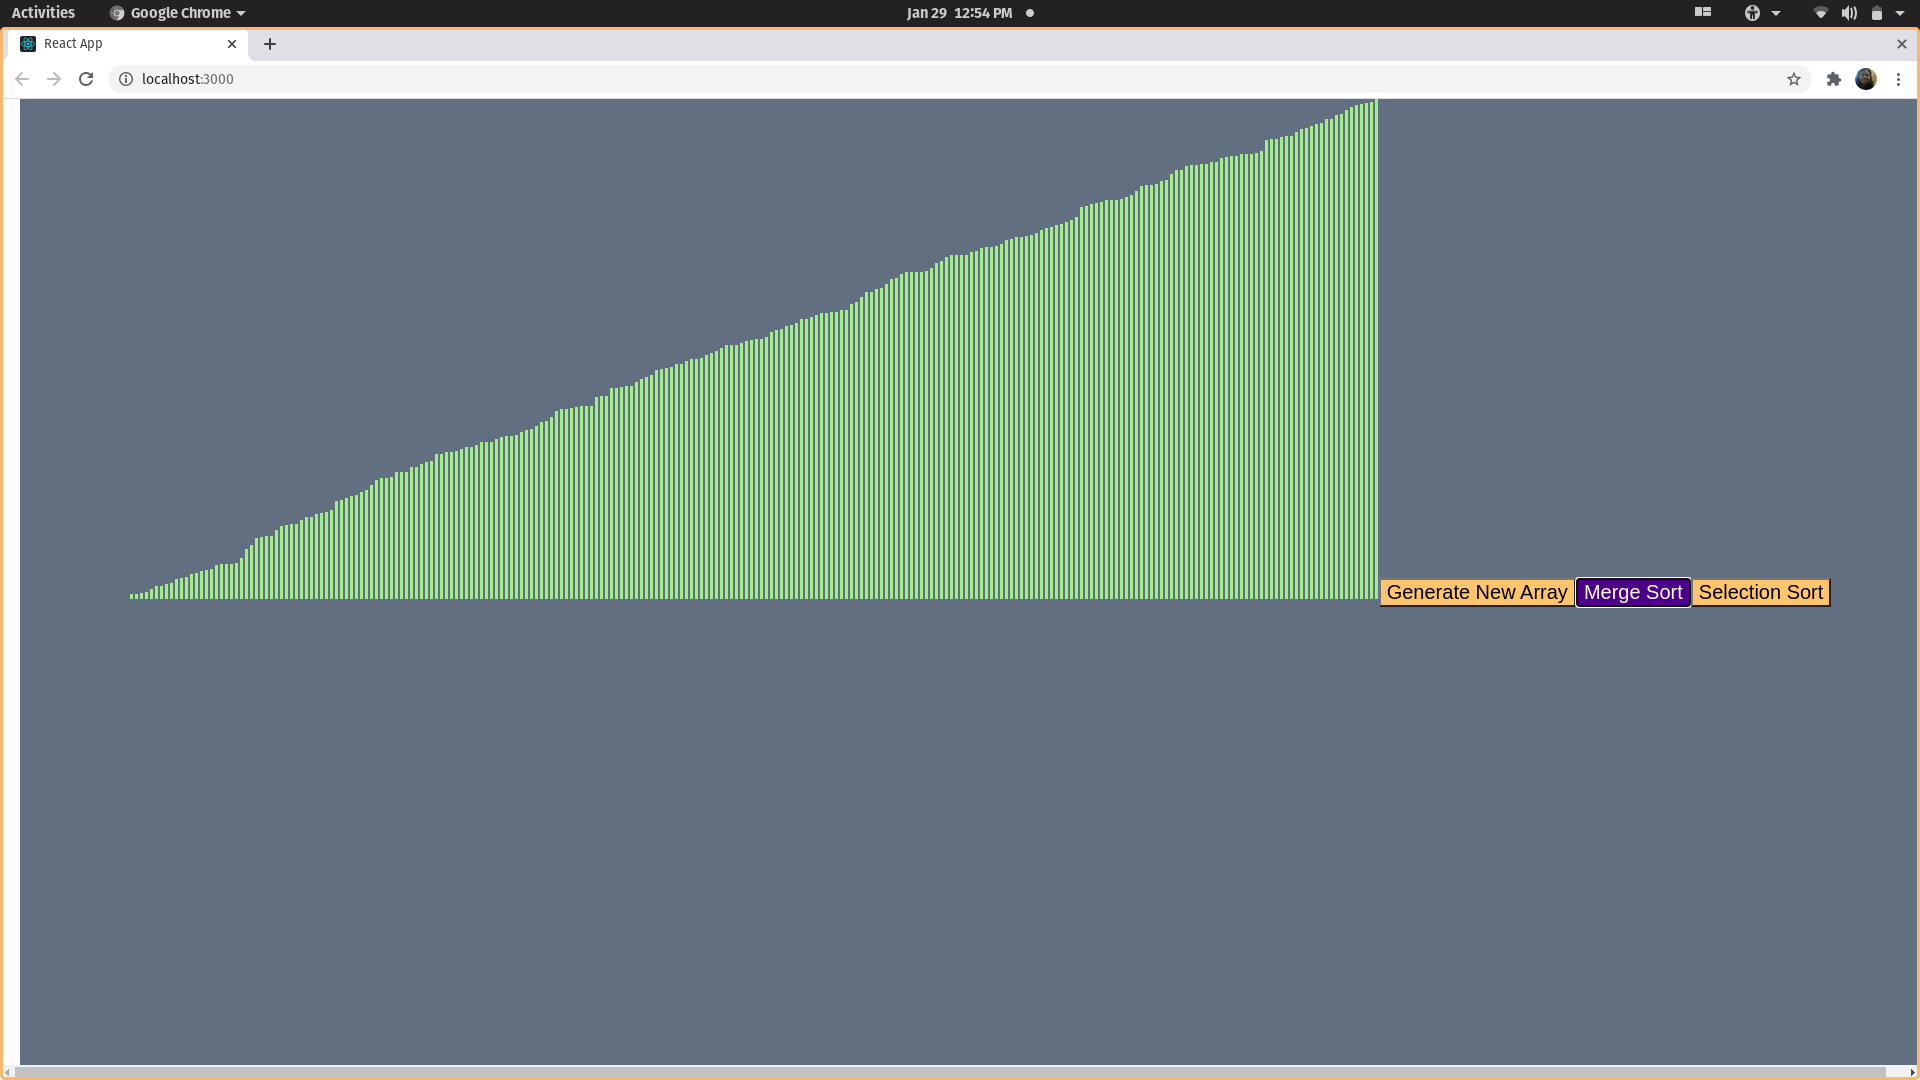 Activities
Google Chrome
Jan 29 12:54 PM
React App
localhost:3000
Generate New Array
Merge Sort
Selection Sort